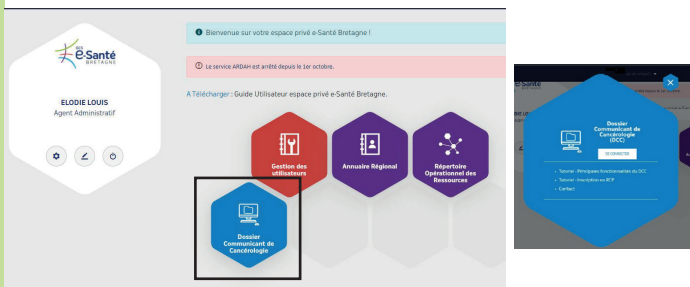 Bienvenue sur votre espace privé e-Santé Bretagne !
GCS
e-Santé
BRETAGNE
Le service ARDAH est arrêté depuis le 1er octobre.
A Télécharger : Guide Utilisateur espace privé e-Santé Bretagne.
ELODIE LOUIS
Agent Administratif
Gestion des
utilisateurs
Annuaire Régional
Répertoire
Opérationnel des
Ressources
Dossier
Communicant de
Cancérologie
Dossier
Communicant de
Cancérologie
(DCC)
SE CONNECTER
Tutoriel - Principales fonctionnalités du DCC
Tutoriel - Inscription en RCP
Contact